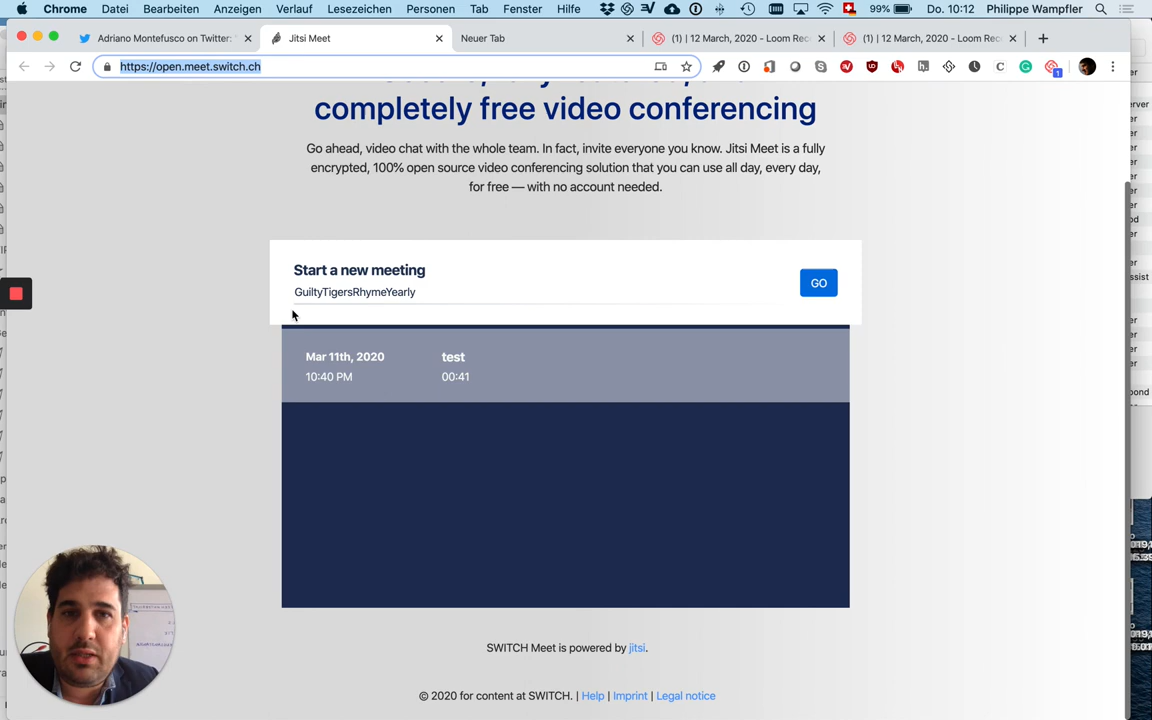 Chrome Datei Bearbeiten Anzeigen Verlauf Lesezeichen Personen Tab Fenster Hilfe 99% Do. 10:12 Philippe Wampfler
Adriano Montefusco on Twitter: Jitsi Meet Neuer Tab (1) | 12 March, 2020 - Loom Rec (1) | 12 March, 2020 - Loom Rec
https://open.meet.switch.ch
completely free video conferencing
Go ahead, video chat with the whole team. In fact, invite everyone you know. Jitsi Meet is a fully
encrypted, 100% open source video conferencing solution that you can use all day, every day,
for free — with no account needed.
Start a new meeting
GuiltyTigersRhymeYearly
GO
Mar 11th, 2020 test
10:40 PM 00:41
SWITCH Meet is powered by jitsi.
© 2020 for content at SWITCH. | Help | Imprint | Legal notice